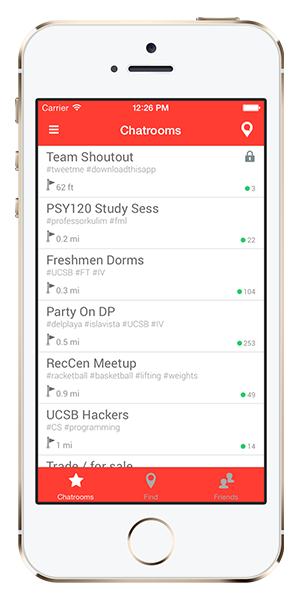 Carrier 12:26 PM
Chatrooms
Team Shoutout
#tweetme #downloadthisapp
62 ft 3
PSY120 Study Sess
#professorkulim #fml
0.2 mi 22
Freshmen Dorms
#UCSB #FT #IV
0.3 mi 104
Party On DP
#delplaya #islavista #UCSB #IV
0.5 mi 253
RecCen Meetup
#racketball #basketball #lifting #weights
0.9 mi 49
UCSB Hackers
#CS #programming
1 mi 14
Trade / for sale
Chatrooms Find Friends